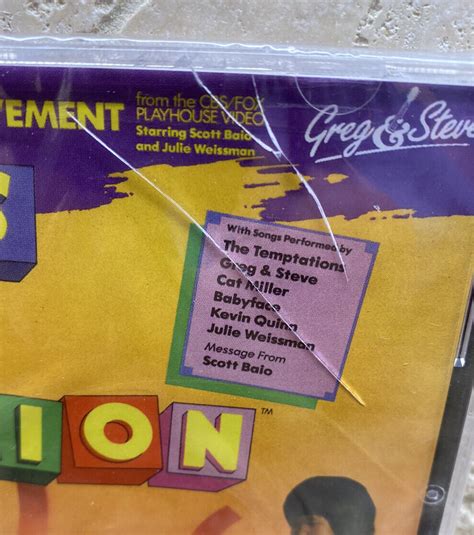 VEMENT
from the CBS/FOX
PLAYHOUSE VIDEO
Starring Scott Baio
and Julie Weissman
Greg & Steve
S
With Songs Performed by
The Temptations
Greg & Steve
Cat Miller
Babyface
Kevin Quinn
Julie Weissman
Message From
Scott Baio
ION
TM